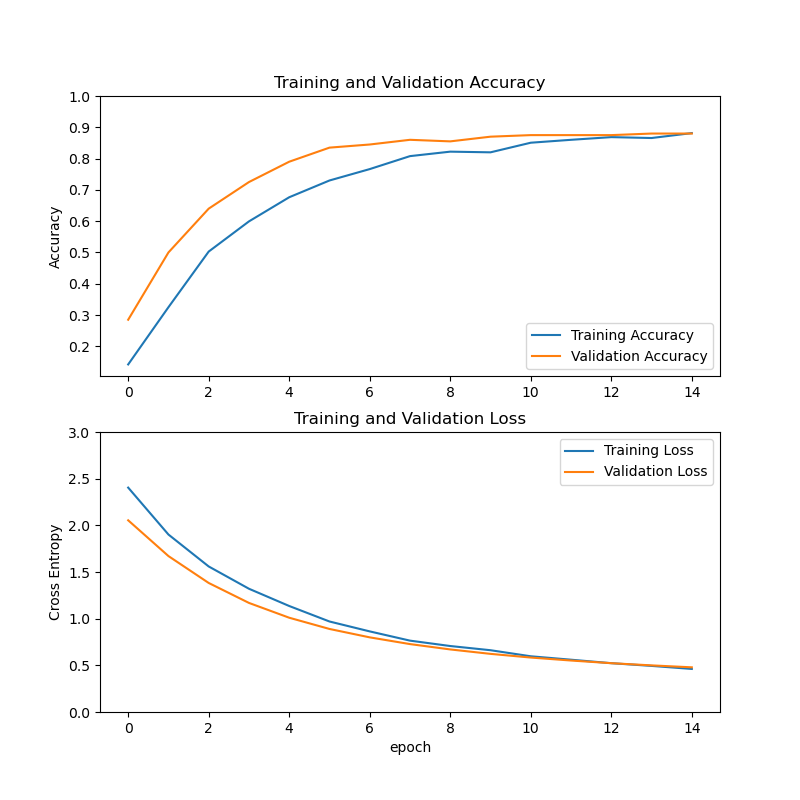 Training and Validation Accuracy
1.0
0.9
0.8
0.7
0.6
0.5
0.4
0.3
0.2
Accuracy
Training Accuracy
Validation Accuracy
0 2 4 6 8 10 12 14
Training and Validation Loss
3.0
2.5
2.0
1.5
1.0
0.5
0.0
Cross Entropy
Training Loss
Validation Loss
0 2 4 6 8 10 12 14
epoch